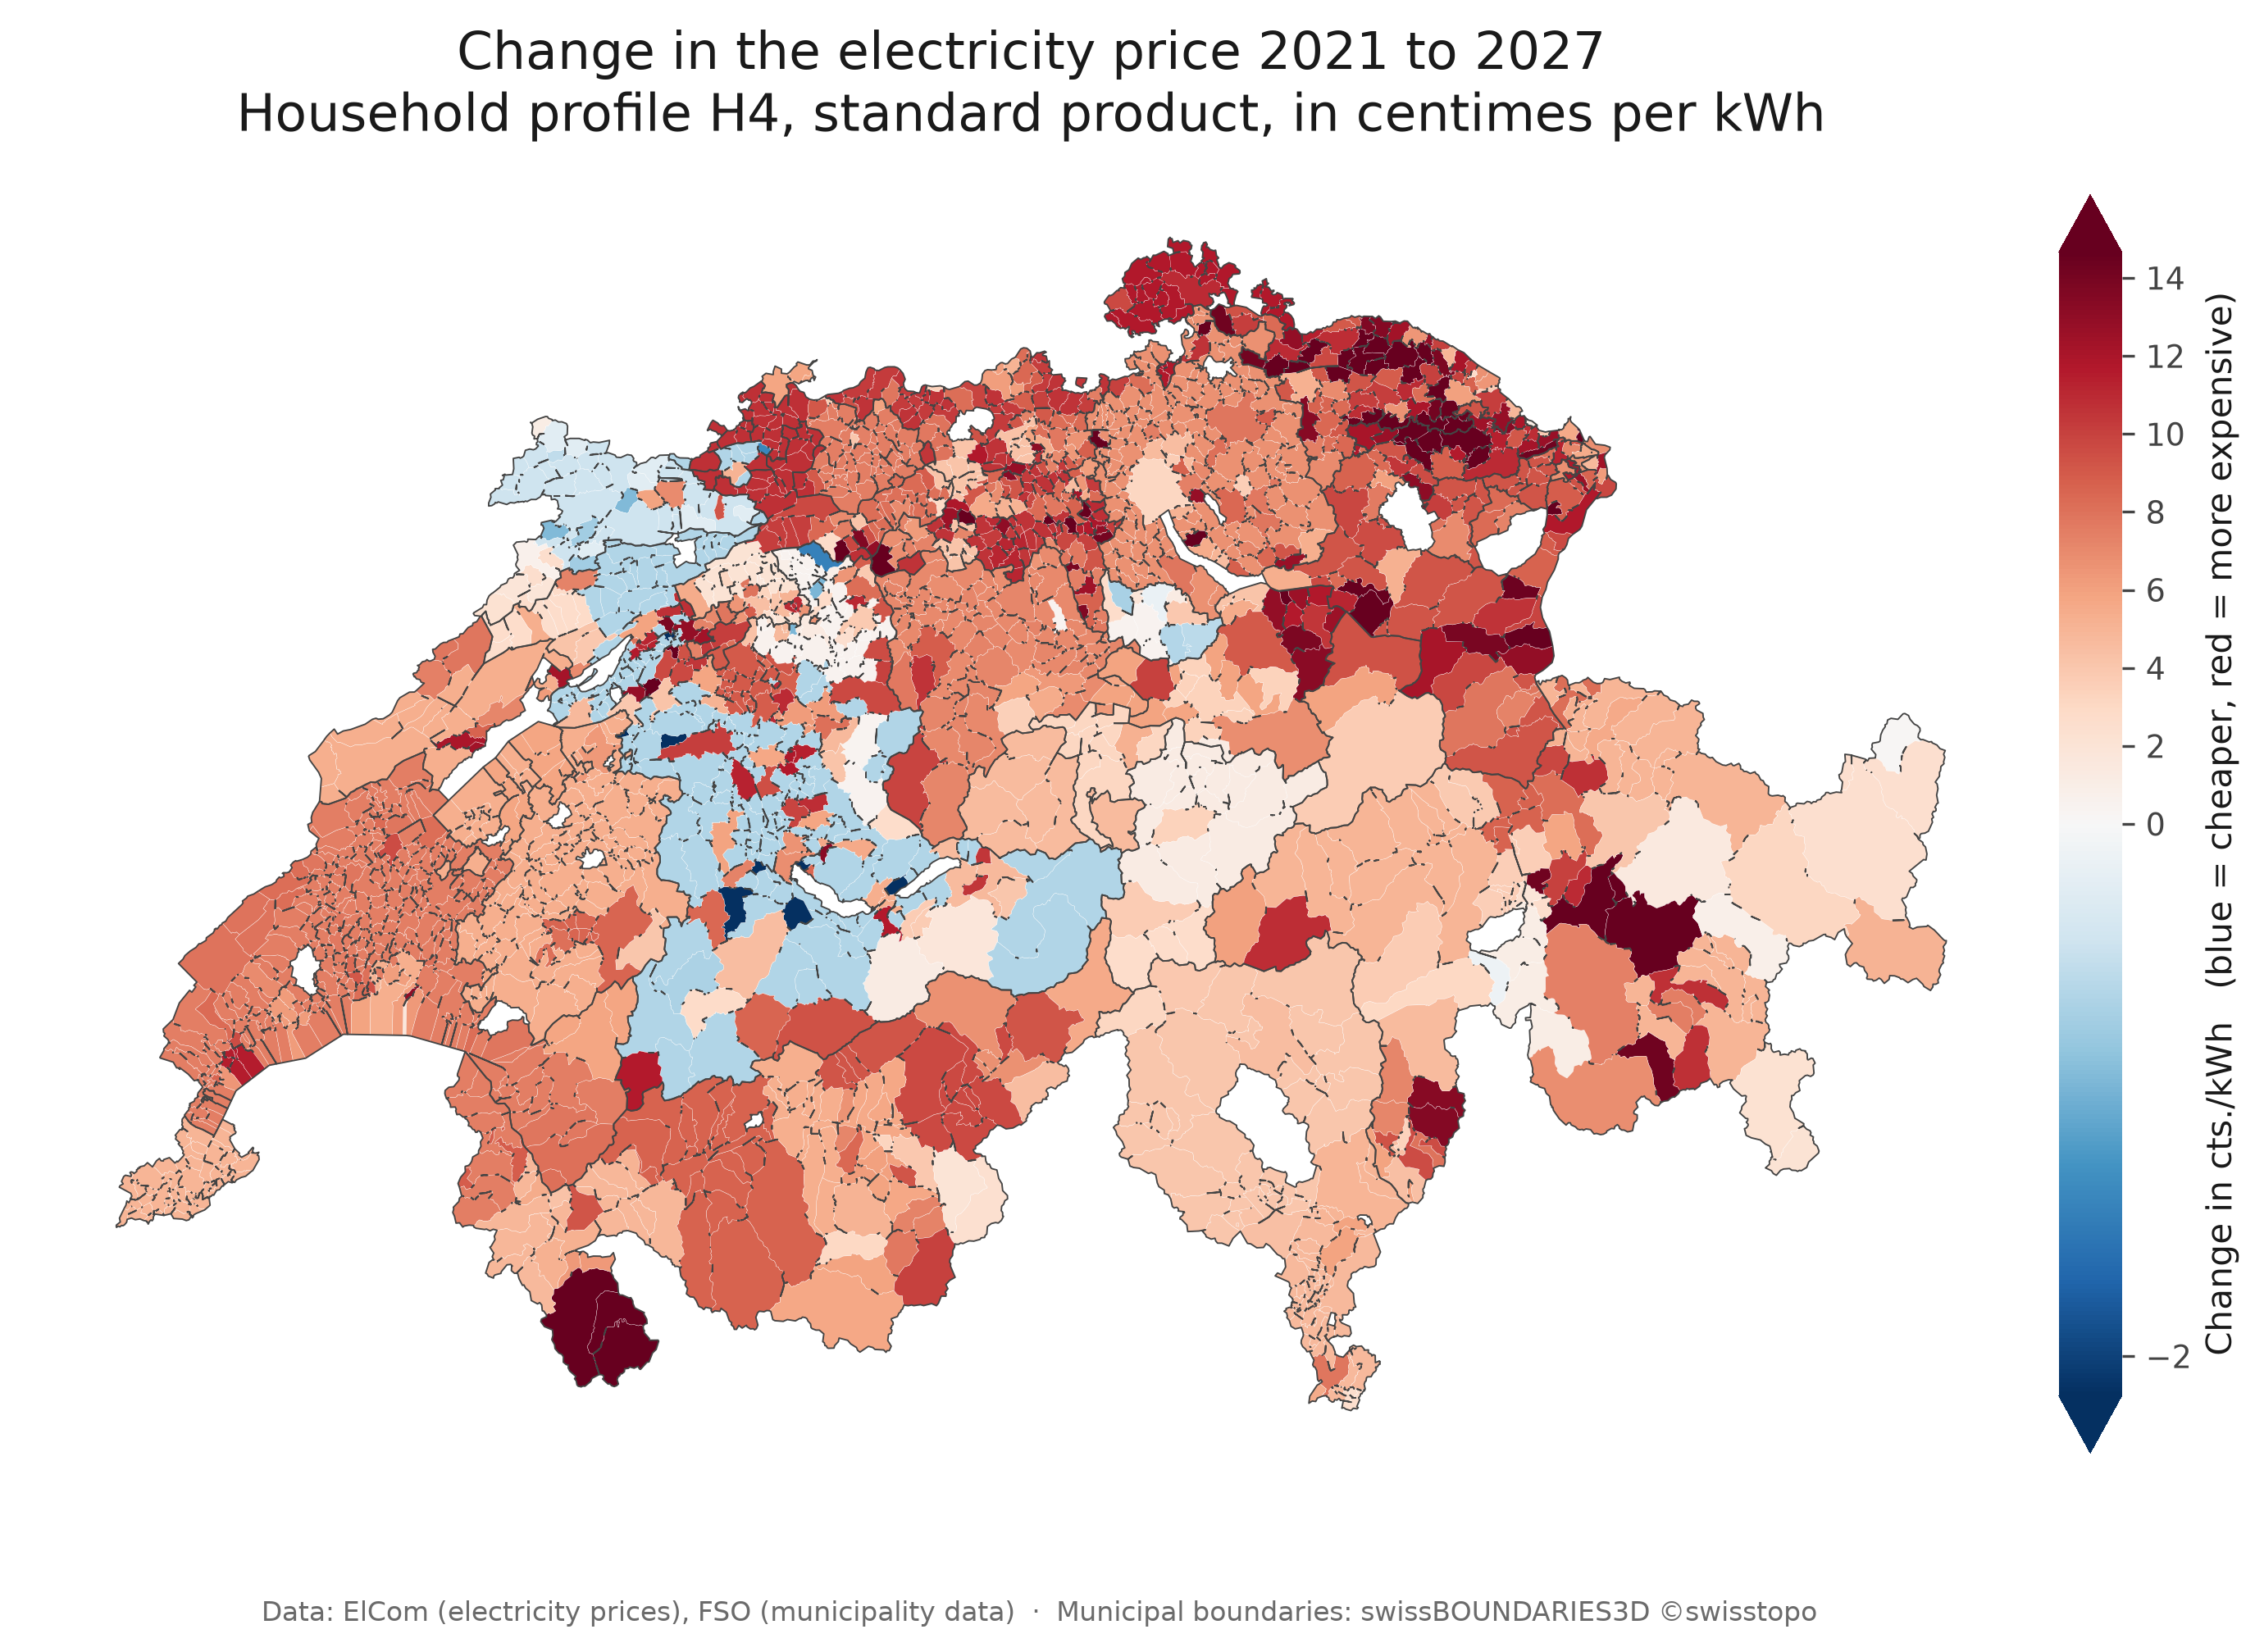 Change in the electricity price 2021 to 2027
Household profile H4, standard product, in centimes per kWh
14
12
10
8
6
4
2
0
−2
Change in cts./kWh (blue = cheaper, red = more expensive)
Data: ElCom (electricity prices), FSO (municipality data) · Municipal boundaries: swissBOUNDARIES3D ©swisstopo